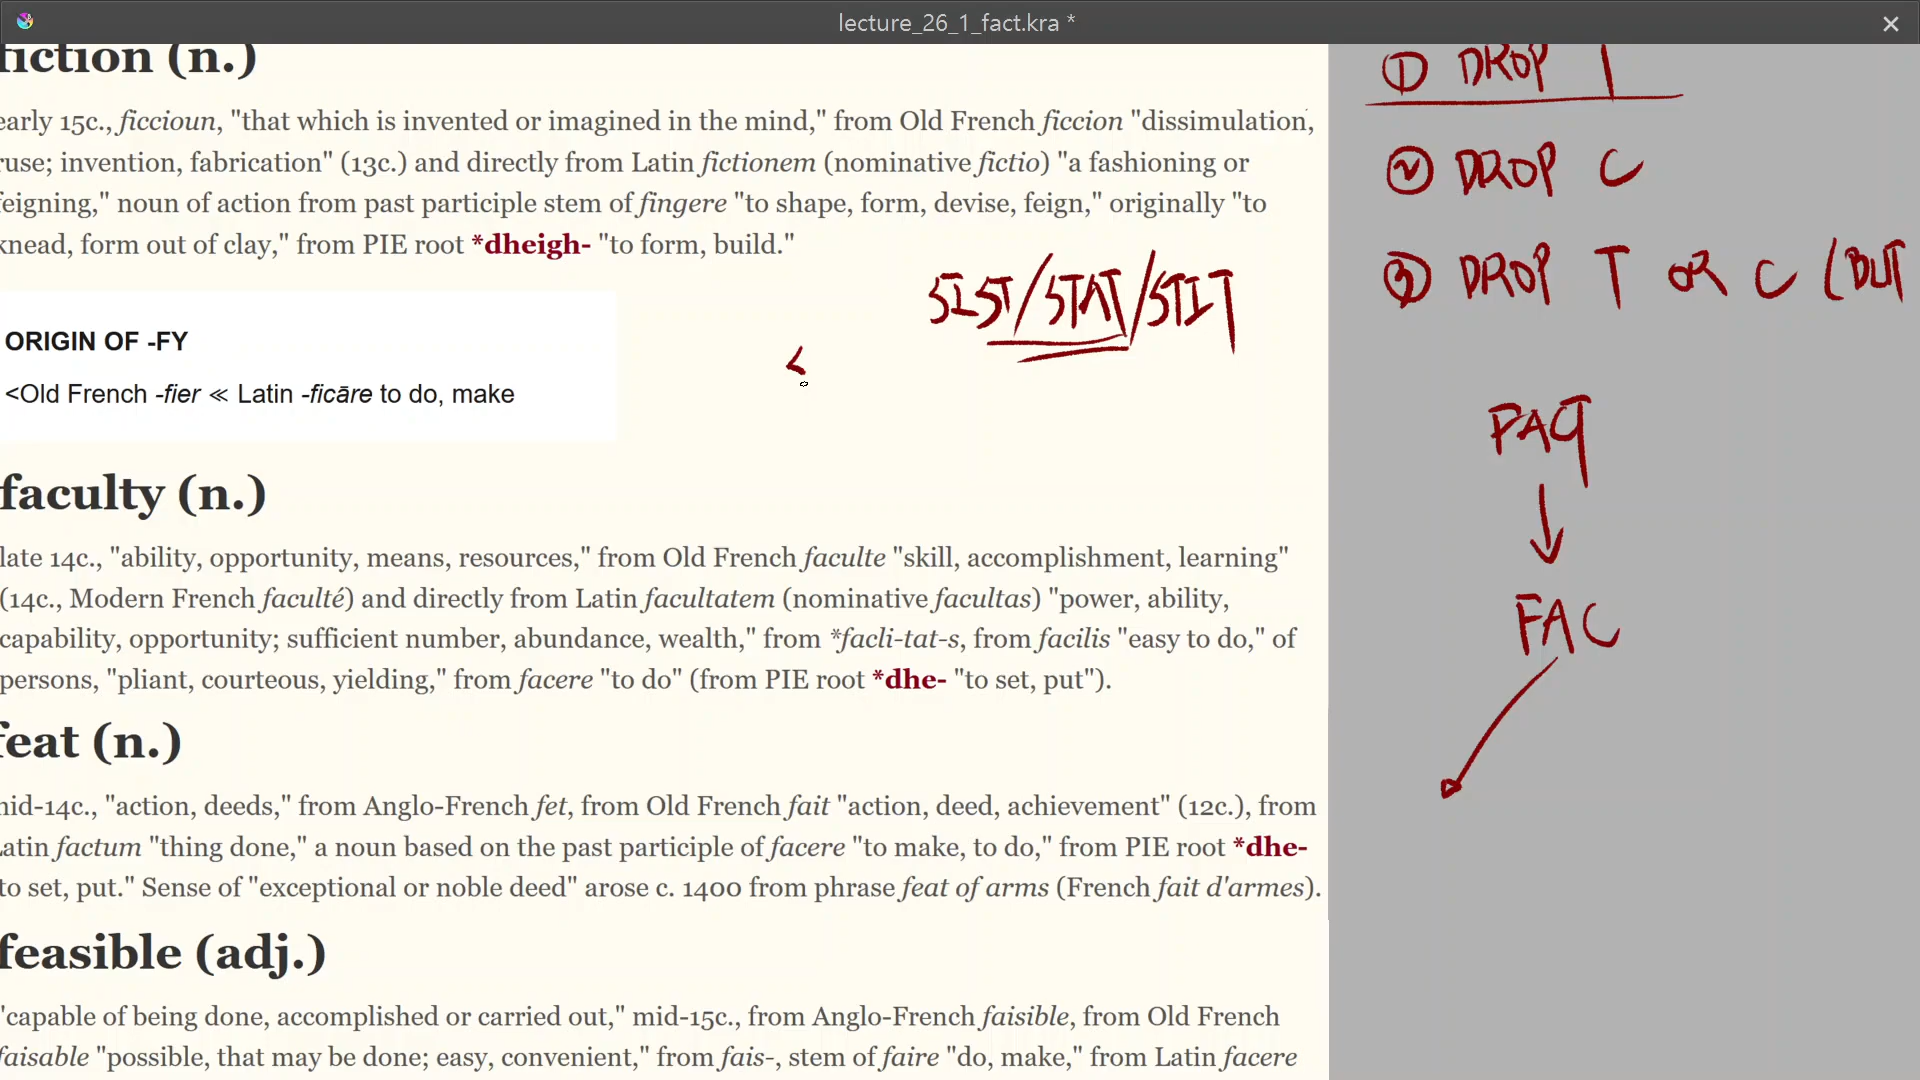 lecture_26_1_fact.kra *
fiction (n.)
early 15c., ficcioun, "that which is invented or imagined in the mind," from Old French ficcion "dissimulation,
ruse; invention, fabrication" (13c.) and directly from Latin fictionem (nominative fictio) "a fashioning or
feigning," noun of action from past participle stem of fingere "to shape, form, devise, feign," originally "to
knead, form out of clay," from PIE root *dheigh- "to form, build."
SIST/STAT/STIT
<
ORIGIN OF -FY
<Old French -fier ≪ Latin -ficāre to do, make
faculty (n.)
late 14c., "ability, opportunity, means, resources," from Old French faculte "skill, accomplishment, learning"
(14c., Modern French faculté) and directly from Latin facultatem (nominative facultas) "power, ability,
capability, opportunity; sufficient number, abundance, wealth," from *facli-tat-s, from facilis "easy to do," of
persons, "pliant, courteous, yielding," from facere "to do" (from PIE root *dhe- "to set, put").
feat (n.)
mid-14c., "action, deeds," from Anglo-French fet, from Old French fait "action, deed, achievement" (12c.), from
Latin factum "thing done," a noun based on the past participle of facere "to make, to do," from PIE root *dhe-
"to set, put." Sense of "exceptional or noble deed" arose c. 1400 from phrase feat of arms (French fait d'armes).
feasible (adj.)
"capable of being done, accomplished or carried out," mid-15c., from Anglo-French faisible, from Old French
faisable "possible, that may be done; easy, convenient," from fais-, stem of faire "do, make," from Latin facere
① DROP T
② DROP C
③ DROP T OR C (BUT
FACT
FAC